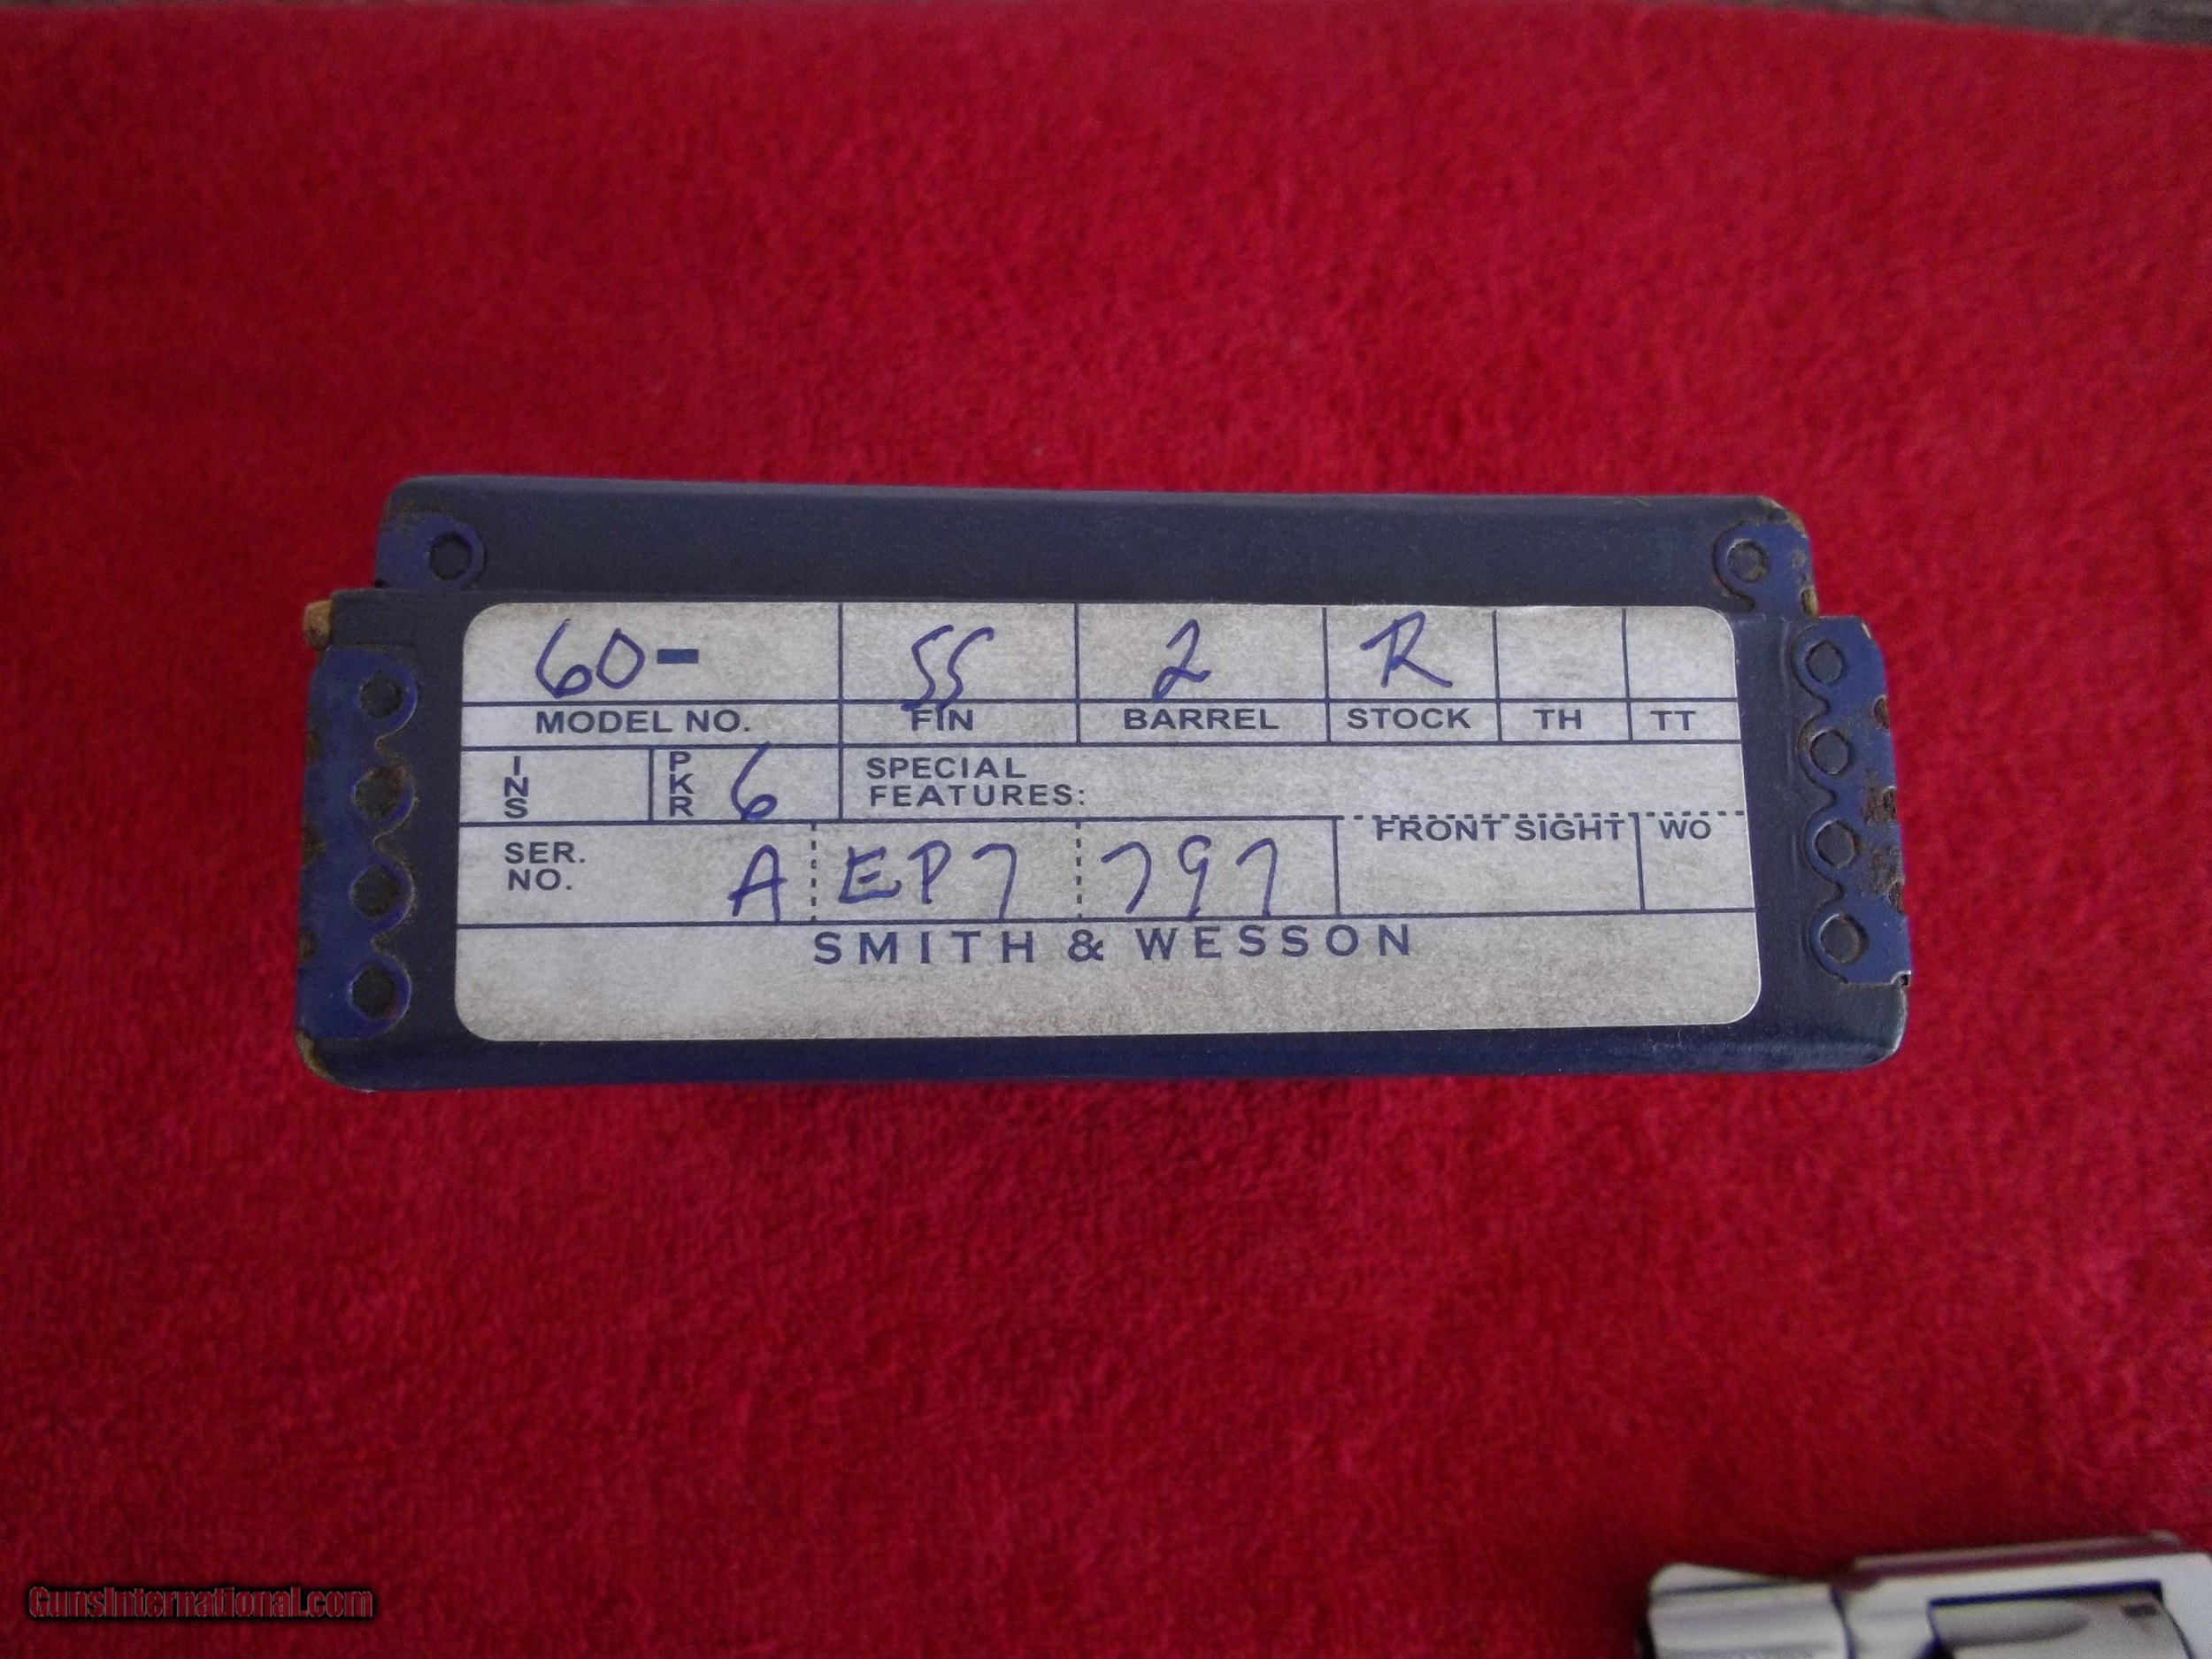 60- SS 2 R
MODEL NO. FIN BARREL STOCK TH TT
INS PKR 6 SPECIAL
FEATURES:
SER.
NO. A EP7 797 FRONT SIGHT WO
SMITH & WESSON
GunsInternational.com